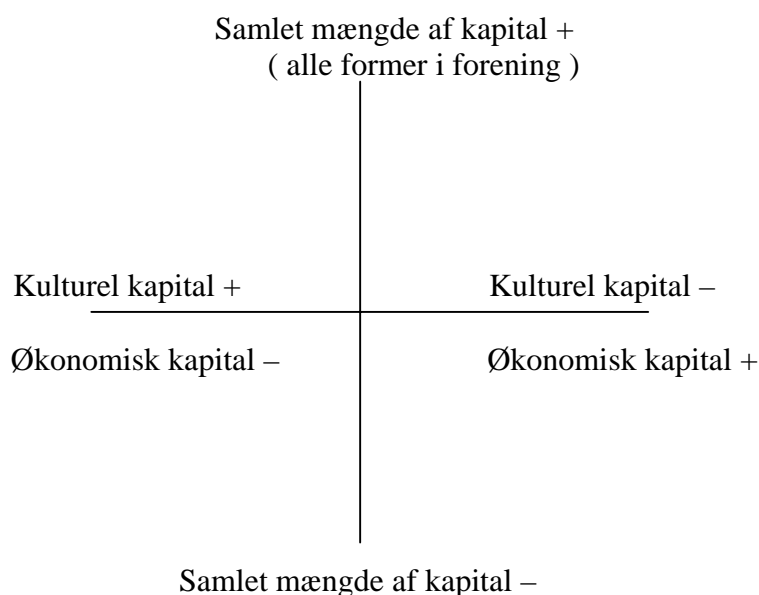 Samlet mængde af kapital +
( alle former i forening )
Kulturel kapital +
Kulturel kapital –
Økonomisk kapital –
Økonomisk kapital +
Samlet mængde af kapital –